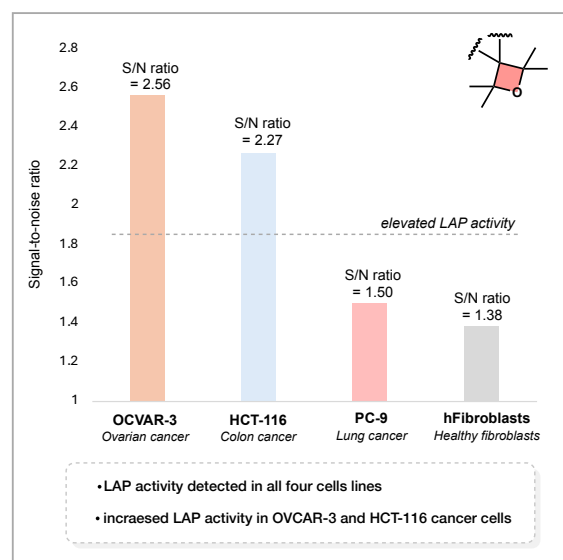 2.8
2.6
2.4
2.2
2
1.8
1.6
1.4
1.2
1
Signal-to-noise ratio
S/N ratio
= 2.56
S/N ratio
= 2.27
S/N ratio
= 1.50
S/N ratio
= 1.38
elevated LAP activity
O
OCVAR-3
Ovarian cancer
HCT-116
Colon cancer
PC-9
Lung cancer
hFibroblasts
Healthy fibroblasts
•LAP activity detected in all four cells lines
•incraesed LAP activity in OVCAR-3 and HCT-116 cancer cells